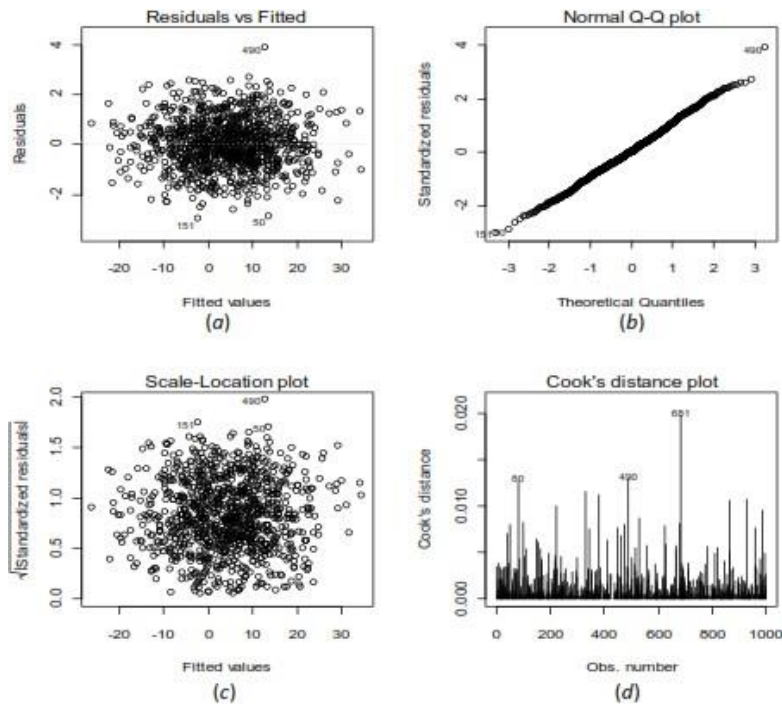 Residuals vs Fitted
Residuals
4
2
0
-2
490
151
50
-20 -10 0 10 20 30
Fitted values
(a)
Normal Q-Q plot
Standardized residuals
4
2
0
-2
490
151
-3 -2 -1 0 1 2 3
Theoretical Quantiles
(b)
Scale-Location plot
√|Standardized residuals|
2.0
1.5
1.0
0.5
0.0
490
151
50
-20 -10 0 10 20 30
Fitted values
(c)
Cook's distance plot
Cook's distance
0.020
0.010
0.000
80
490
681
0 200 400 600 800 1000
Obs. number
(d)